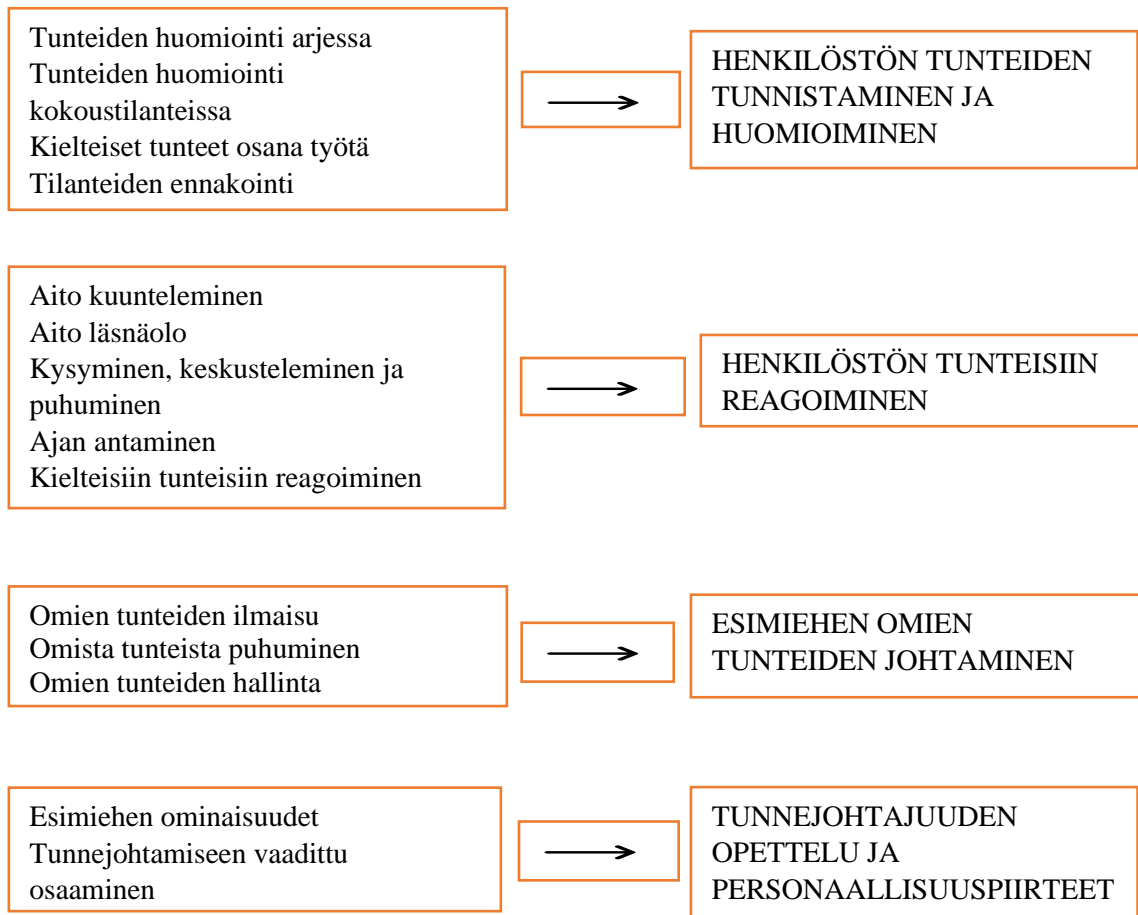 Tunteiden huomiointi arjessa
Tunteiden huomiointi
kokoustilanteissa
Kielteiset tunteet osana työtä
Tilanteiden ennakointi
HENKILÖSTÖN TUNTEIDEN
TUNNISTAMINEN JA
HUOMIOIMINEN
Aito kuunteleminen
Aito läsnäolo
Kysyminen, keskusteleminen ja
puhuminen
Ajan antaminen
Kielteisiin tunteisiin reagoiminen
HENKILÖSTÖN TUNTEISIIN
REAGOIMINEN
Omien tunteiden ilmaisu
Omista tunteista puhuminen
Omien tunteiden hallinta
ESIMIEHEN OMIEN
TUNTEIDEN JOHTAMINEN
Esimiehen ominaisuudet
Tunnejohtamiseen vaadittu
osaaminen
TUNNEJOHTAJUUDEN
OPETTELU JA
PERSONAALLISUUSPIIRTEET